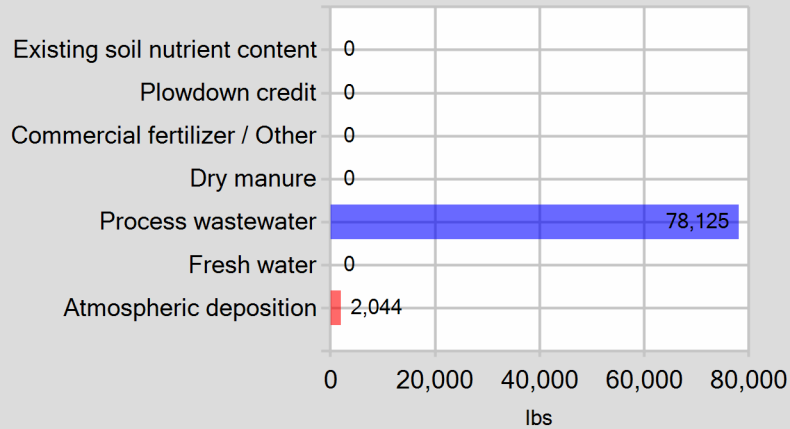 Existing soil nutrient content 0
Plowdown credit 0
Commercial fertilizer / Other 0
Dry manure 0
Process wastewater 78,125
Fresh water 0
Atmospheric deposition 2,044
0 20,000 40,000 60,000 80,000
lbs